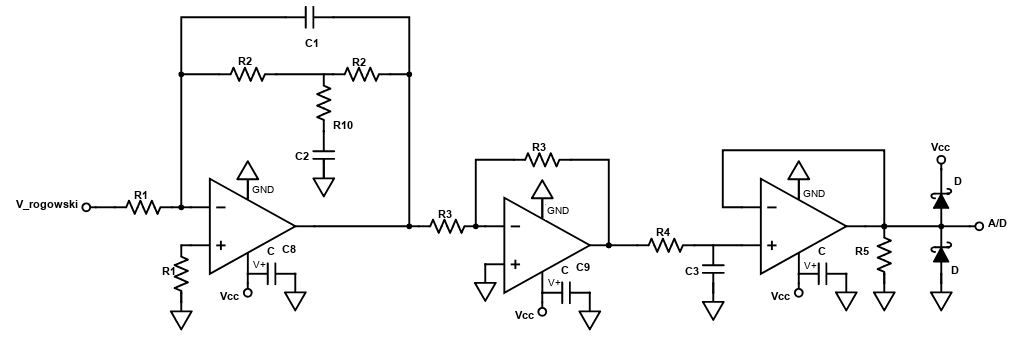 C1
R2
R2
R10
C2
V_rogowski
R1
GND
R1
V+
C
C8
Vcc
R3
R3
GND
V+
C
C9
Vcc
R4
C3
GND
V+
C
Vcc
R5
Vcc
D
A/D
D